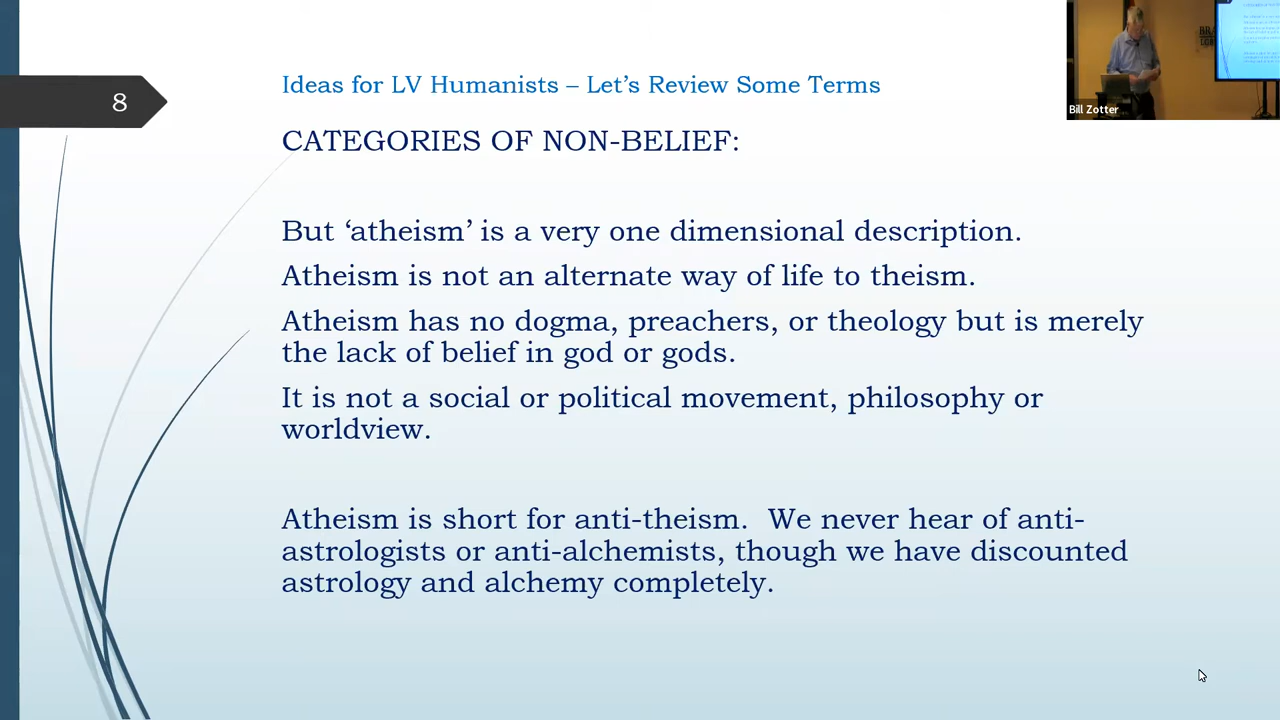 8
Ideas for LV Humanists – Let’s Review Some Terms
CATEGORIES OF NON-BELIEF:
But ‘atheism’ is a very one dimensional description.
Atheism is not an alternate way of life to theism.
Atheism has no dogma, preachers, or theology but is merely
the lack of belief in god or gods.
It is not a social or political movement, philosophy or
worldview.
Atheism is short for anti-theism.  We never hear of anti-
astrologists or anti-alchemists, though we have discounted
astrology and alchemy completely.
Bill Zotter